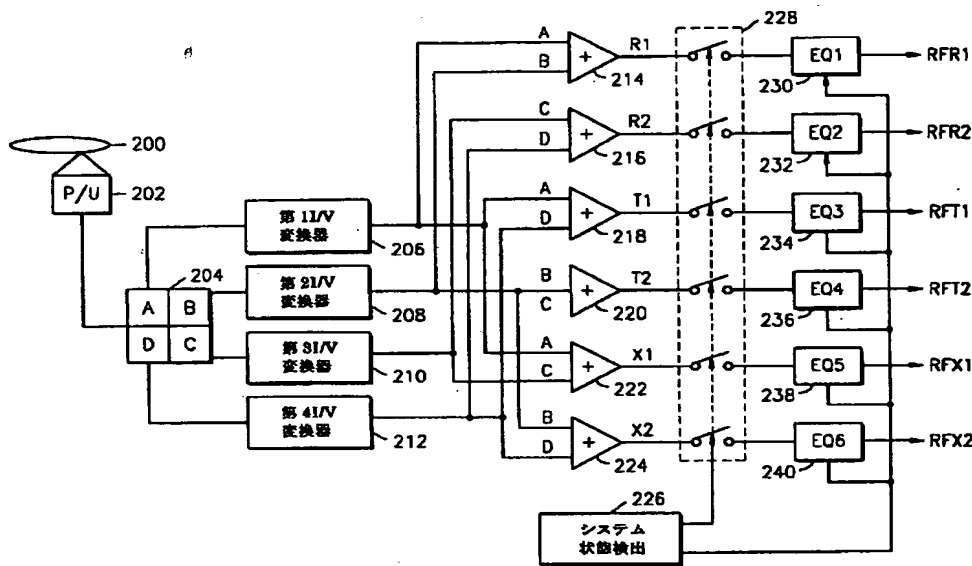 228
A
B
+
R1
214
EQ1
230
RFR1
C
D
+
R2
216
EQ2
232
RFR2
200
P/U
202
第1I/V
変換器
206
A
D
+
T1
218
EQ3
234
RFT1
204
A B
D C
第2I/V
変換器
208
B
C
+
T2
220
EQ4
236
RFT2
第3I/V
変換器
210
A
C
+
X1
222
EQ5
238
RFX1
第4I/V
変換器
212
B
D
+
X2
224
EQ6
240
RFX2
226
システム
状態検出